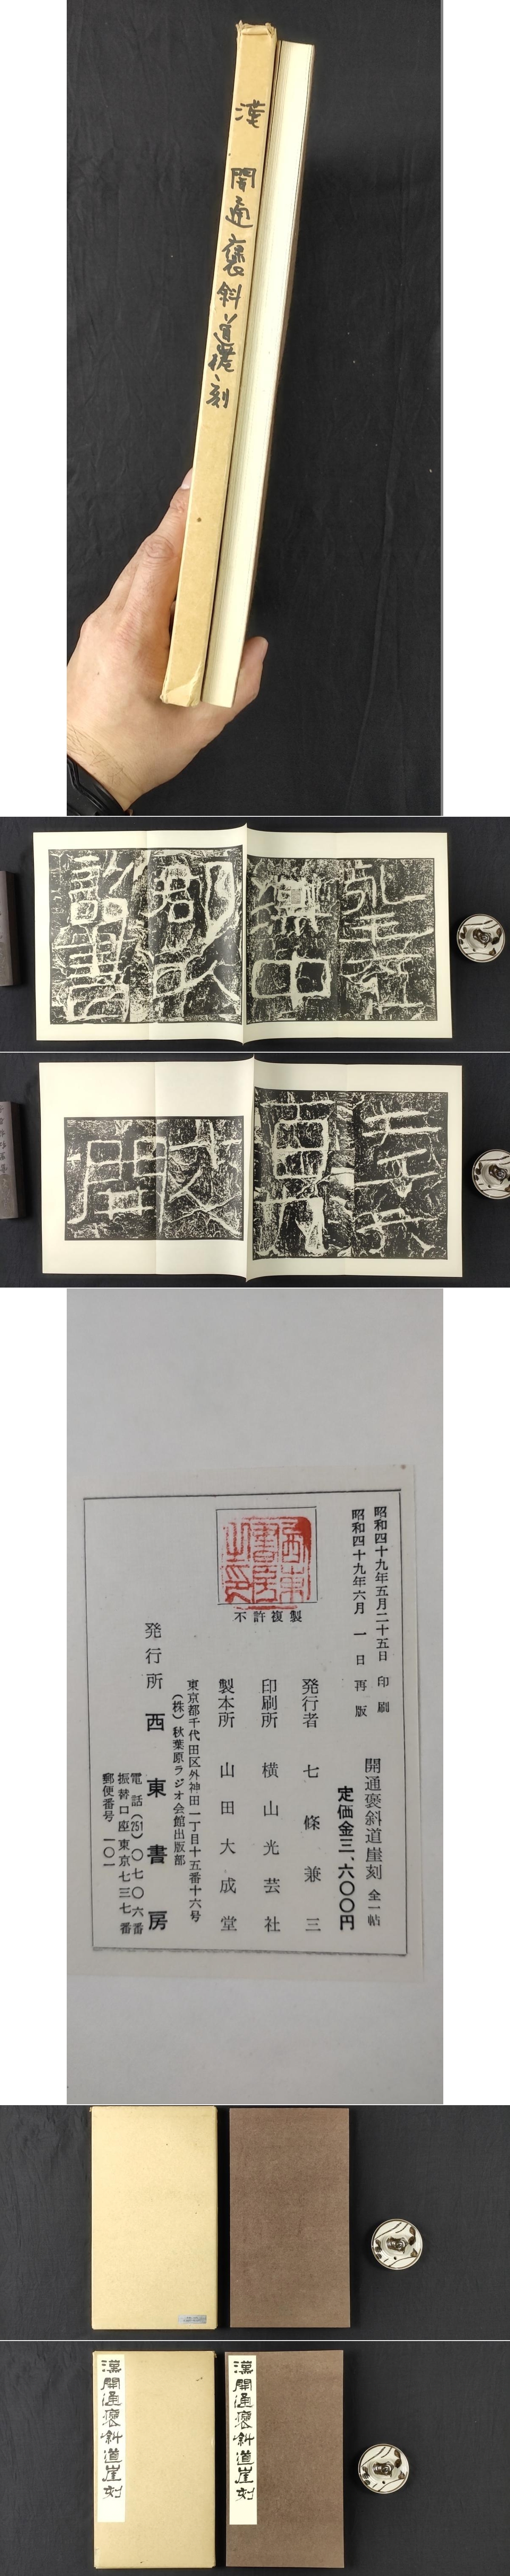 漢 開通褒斜道崖刻
詔書
鉅鹿鄐
漢中
開
昭和四十九年五月二十五日 印刷
昭和四十九年六月 一 日 再版
開通褒斜道崖刻 全一帖
定価金三、六〇〇円
不許複製
発行者 七條兼三
印刷所 横山光芸社
製本所 山田大成堂
東京都千代田区外神田一丁目十五番十六号
(株)秋葉原ラジオ会館出版部
発行所 西東書房
電話(251)〇七〇六番
振替口座東京七三七番
郵便番号 一〇一
漢開通褒斜道崖刻
漢開通褒斜道崖刻